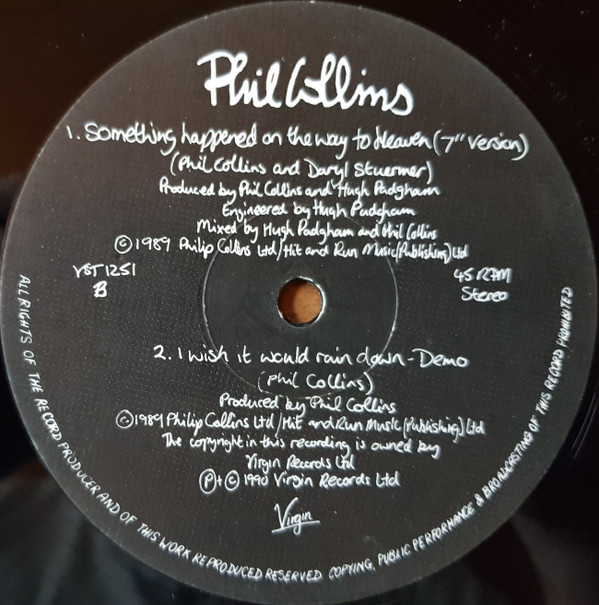 Phil Collins
1. Something happened on the way to Heaven (7" version)
(Phil Collins and Daryl Stuermer)
Produced by Phil Collins and Hugh Padgham
Engineered by Hugh Padgham
Mixed by Hugh Padgham and Phil Collins
© 1989 Philip Collins Ltd/Hit and Run Music (Publishing) Ltd
VST 1251
B
45 RPM
Stereo
2. I wish it would rain down - Demo
(Phil Collins)
Produced by Phil Collins
© 1989 Philip Collins Ltd/Hit and Run Music (Publishing) Ltd
The copyright in this recording is owned by
Virgin Records Ltd
℗ + © 1990 Virgin Records Ltd
Virgin
ALL RIGHTS OF THE RECORD PRODUCER AND OF THIS WORK REPRODUCED RESERVED COPYING, PUBLIC PERFORMANCE & BROADCASTING OF THIS RECORD PROHIBITED